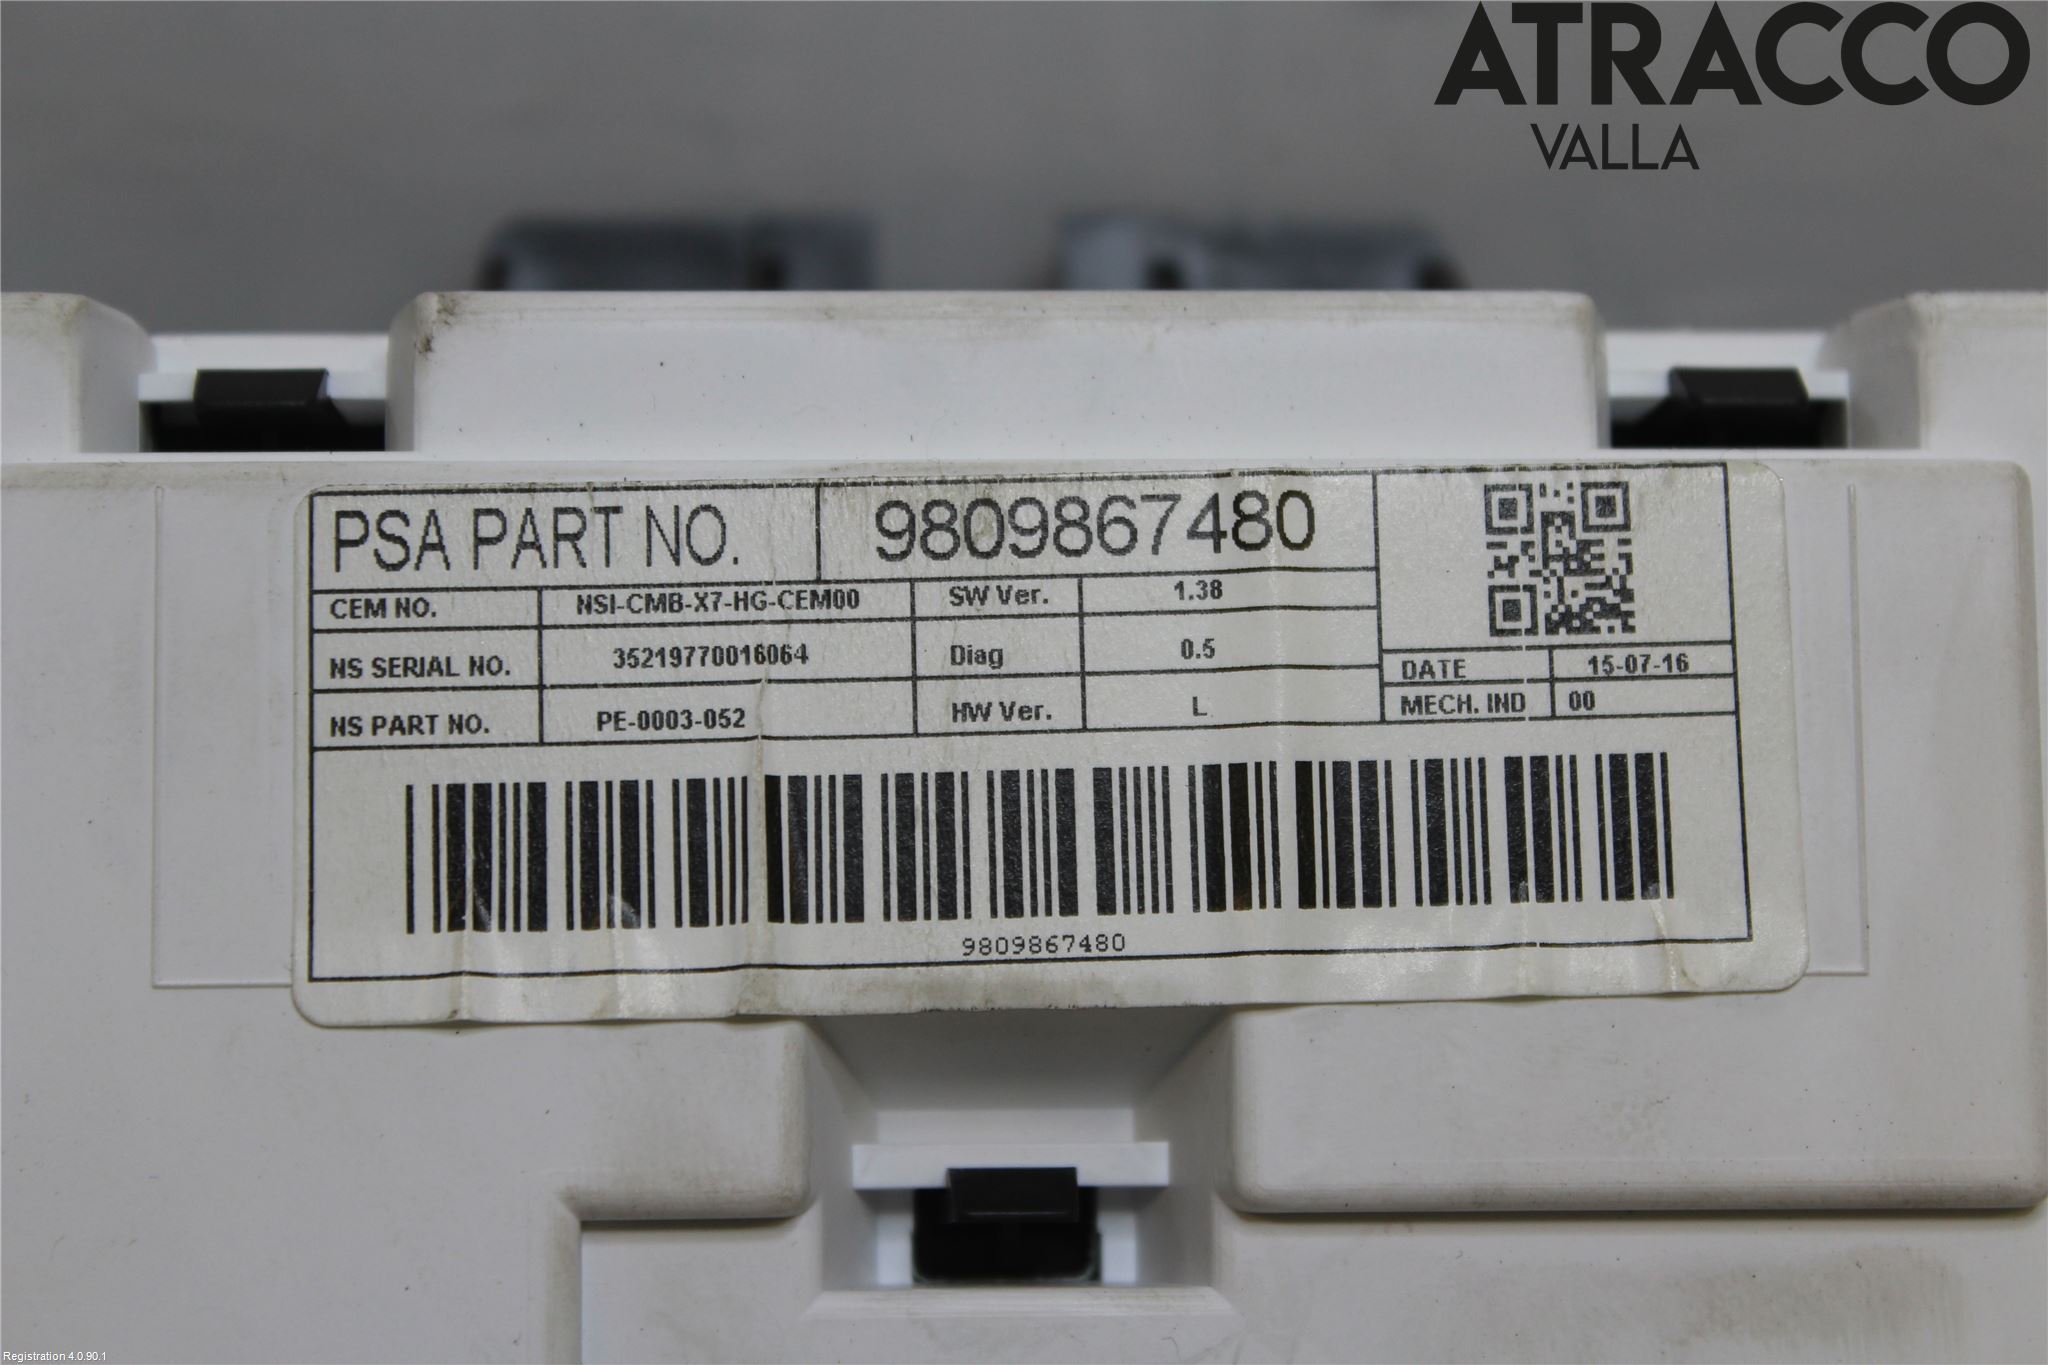 ATRACCO
VALLA
PSA PART NO. 9809867480
CEM NO. NSI-CMB-X7-HG-CEM00 SW Ver. 1.38
NS SERIAL NO. 35219770016064 Diag 0.5
DATE 15-07-16
NS PART NO. PE-0003-052 HW Ver. L
MECH. IND 00
9809867480
Registration 4.0.90.1